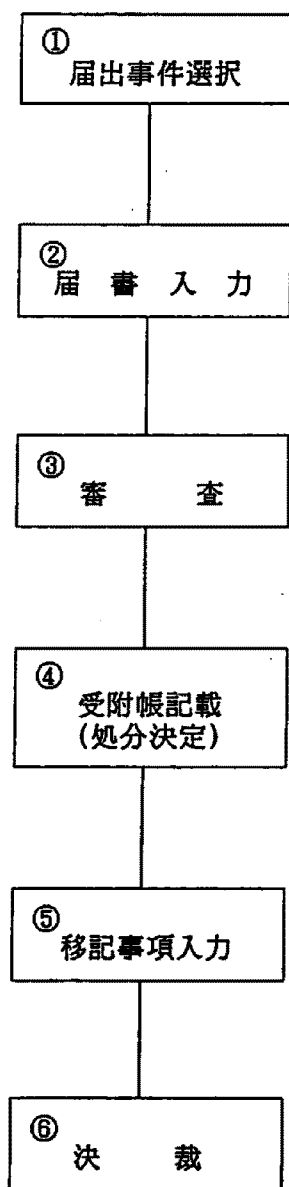 ①
届出事件選択
②
届書入力
③
審査
④
受附帳記載
(処分決定)
⑤
移記事項入力
⑥
決裁